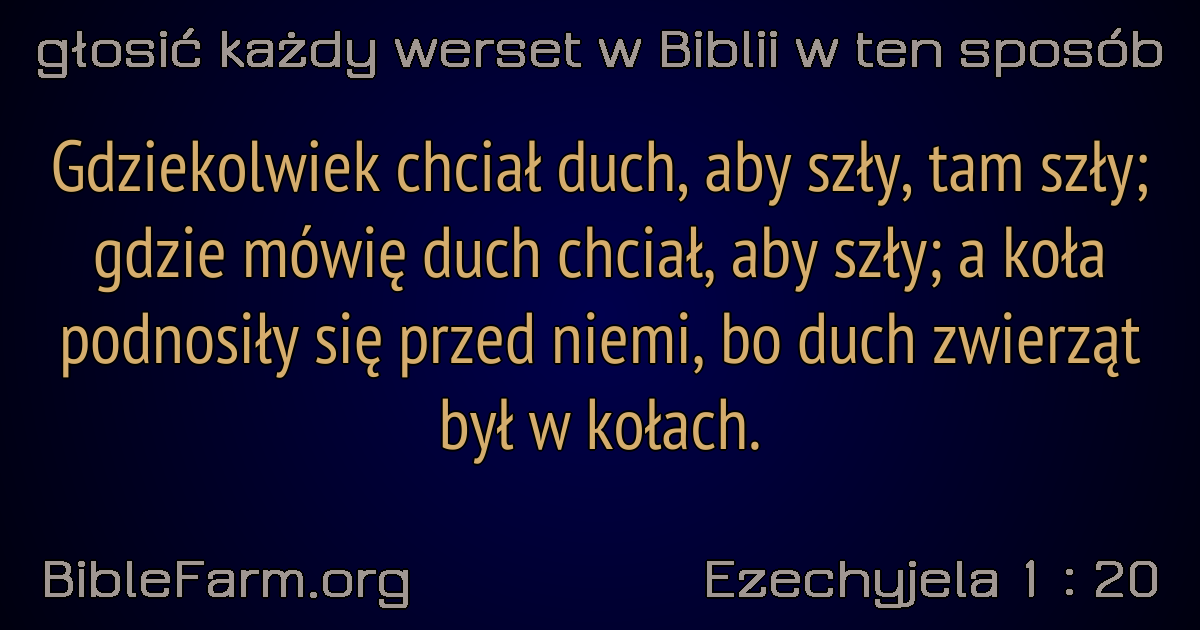 głosić każdy werset w Biblii w ten sposób
Gdziekolwiek chciał duch, aby szły, tam szły;
gdzie mówię duch chciał, aby szły; a koła
podnosiły się przed niemi, bo duch zwierząt
był w kołach.
BibleFarm.org
Ezechyjela 1 : 20